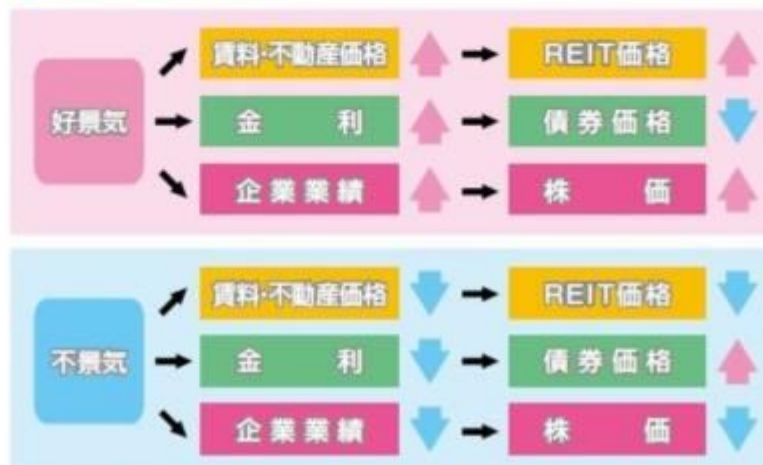 賃料・不動産価格 REIT価格
好景気 金利 債券価格
企業業績 株価
賃料・不動産価格 REIT価格
不景気 金利 債券価格
企業業績 株価